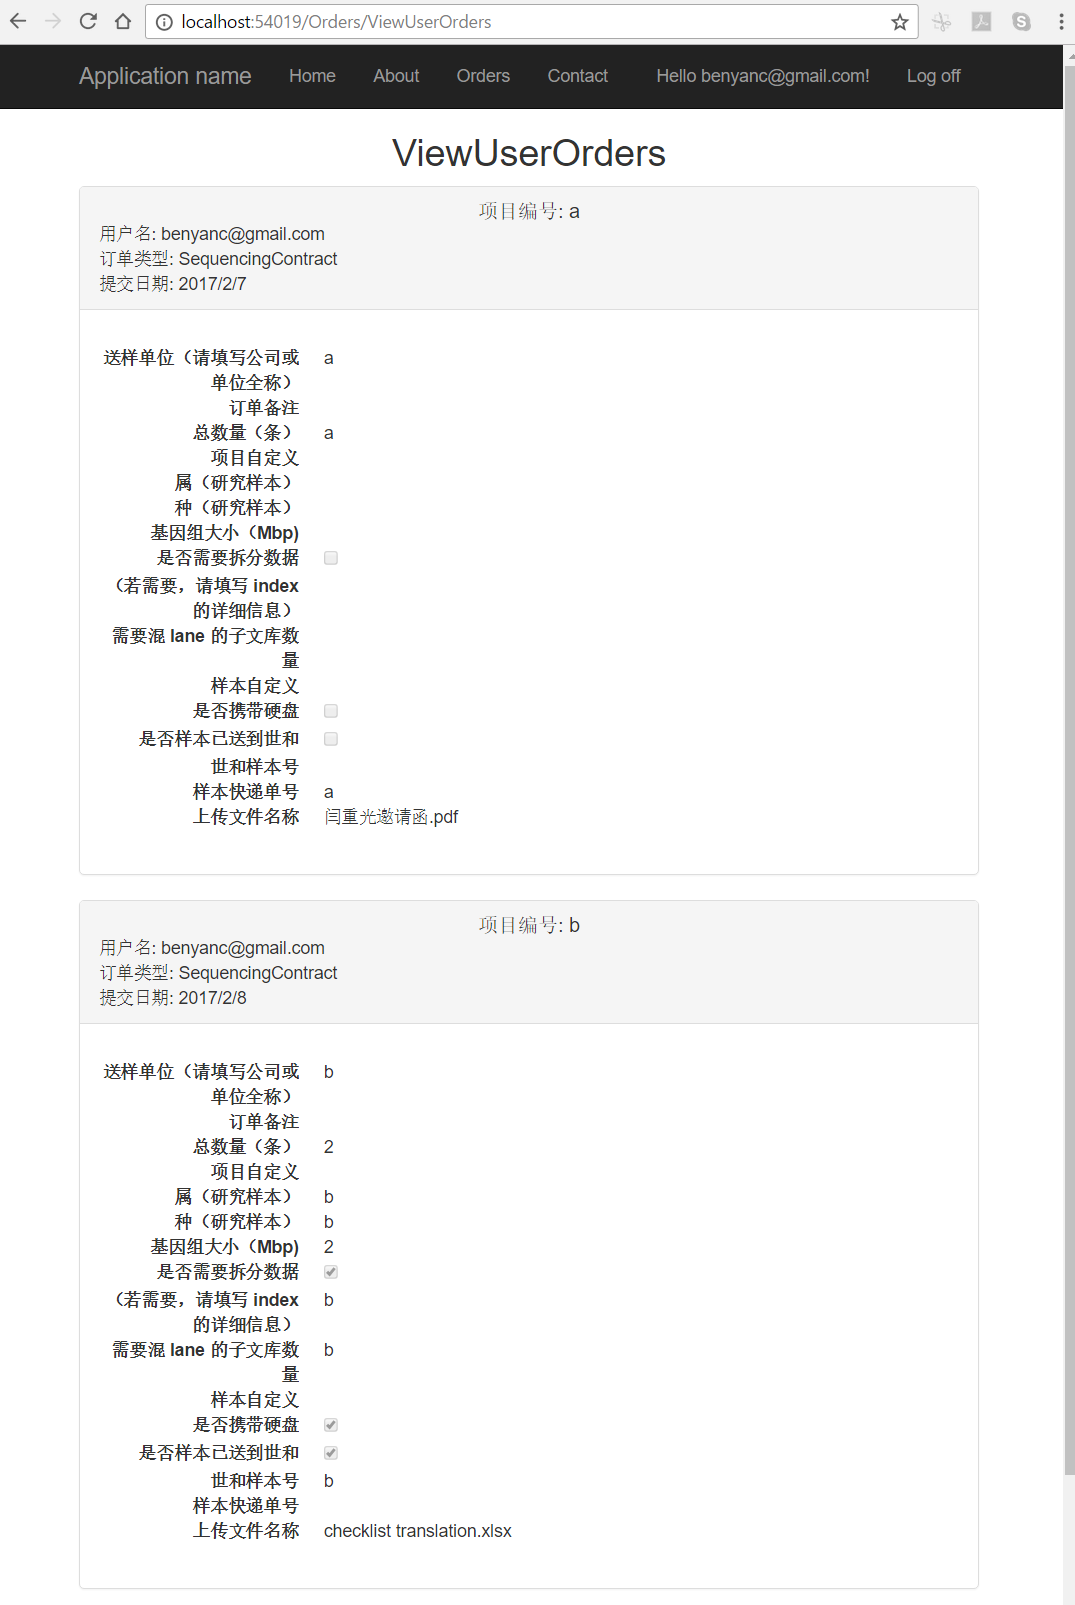 localhost:54019/Orders/ViewUserOrders
Application name Home About Orders Contact Hello benyanc@gmail.com! Log off
ViewUserOrders
项目编号: a
用户名: benyanc@gmail.com
订单类型: SequencingContract
提交日期: 2017/2/7
送样单位（请填写公司或 a
单位全称）
订单备注
总数量（条） a
项目自定义
属（研究样本）
种（研究样本）
基因组大小（Mbp)
是否需要拆分数据
（若需要，请填写 index
的详细信息）
需要混 lane 的子文库数
量
样本自定义
是否携带硬盘
是否样本已送到世和
世和样本号
样本快递单号 a
上传文件名称 闫重光邀请函.pdf
项目编号: b
用户名: benyanc@gmail.com
订单类型: SequencingContract
提交日期: 2017/2/8
送样单位（请填写公司或 b
单位全称）
订单备注
总数量（条） 2
项目自定义
属（研究样本） b
种（研究样本） b
基因组大小（Mbp) 2
是否需要拆分数据
（若需要，请填写 index b
的详细信息）
需要混 lane 的子文库数 b
量
样本自定义
是否携带硬盘
是否样本已送到世和
世和样本号 b
样本快递单号
上传文件名称 checklist translation.xlsx